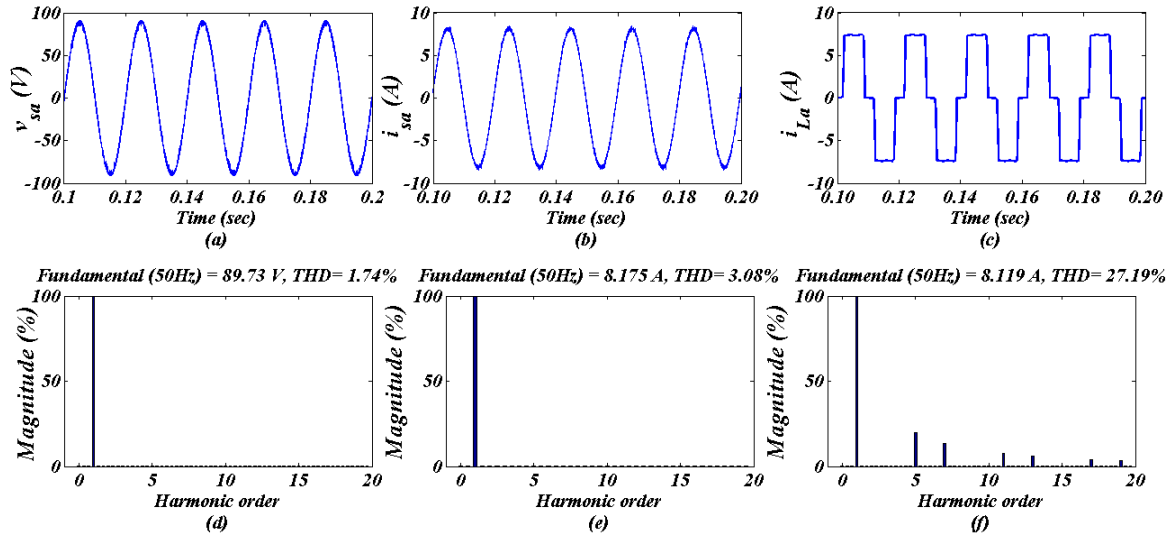 v sa (V)
100
50
0
-50
-100
0.1 0.12 0.14 0.16 0.18 0.2
Time (sec)
(a)
i sa (A)
10
5
0
-5
-10
0.10 0.12 0.14 0.16 0.18 0.20
Time (sec)
(b)
i La (A)
10
5
0
-5
-10
0.10 0.12 0.14 0.16 0.18 0.20
Time (sec)
(c)
Fundamental (50Hz) = 89.73 V, THD= 1.74%
Magnitude (%)
100
50
0
0 5 10 15 20
Harmonic order
(d)
Fundamental (50Hz) = 8.175 A, THD= 3.08%
Magnitude (%)
100
50
0
0 5 10 15 20
Harmonic order
(e)
Fundamental (50Hz) = 8.119 A, THD= 27.19%
Magnitude (%)
100
50
0
0 5 10 15 20
Harmonic order
(f)